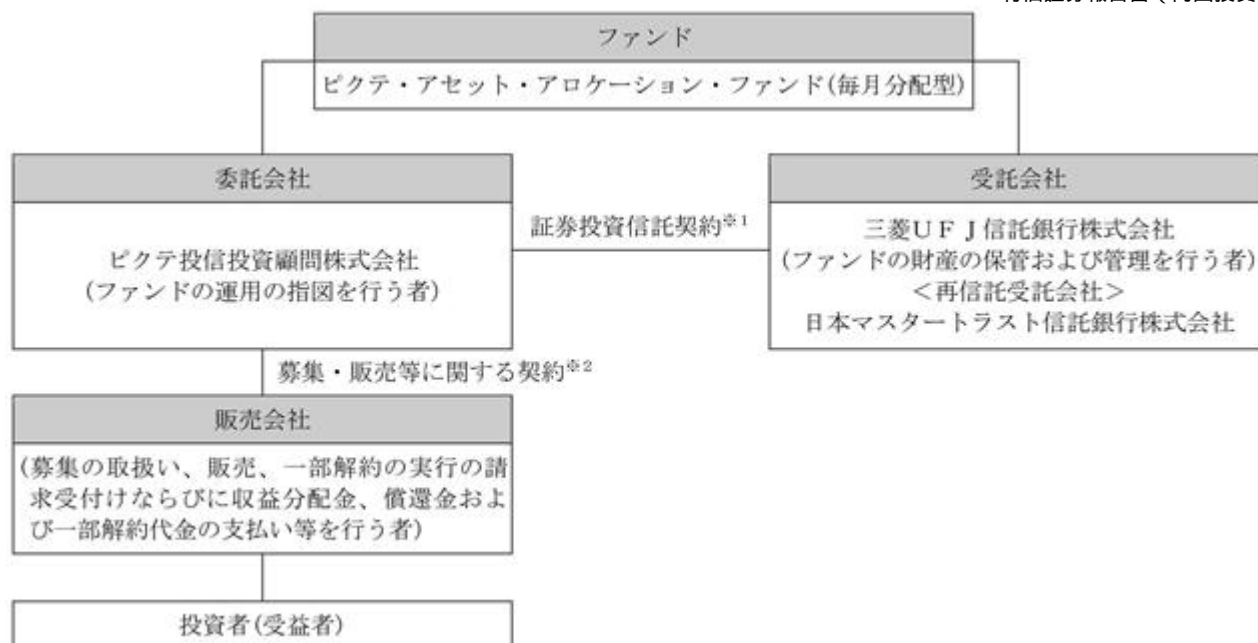 ファンド
ピクテ・アセット・アロケーション・ファンド(毎月分配型)
委託会社
ピクテ投信投資顧問株式会社
(ファンドの運用の指図を行う者)
証券投資信託契約※1
受託会社
三菱UFJ信託銀行株式会社
(ファンドの財産の保管および管理を行う者)
<再信託受託会社>
日本マスタートラスト信託銀行株式会社
募集・販売等に関する契約※2
販売会社
(募集の取扱い、販売、一部解約の実行の請
求受付けならびに収益分配金、償還金およ
び一部解約代金の支払い等を行う者)
投資者(受益者)